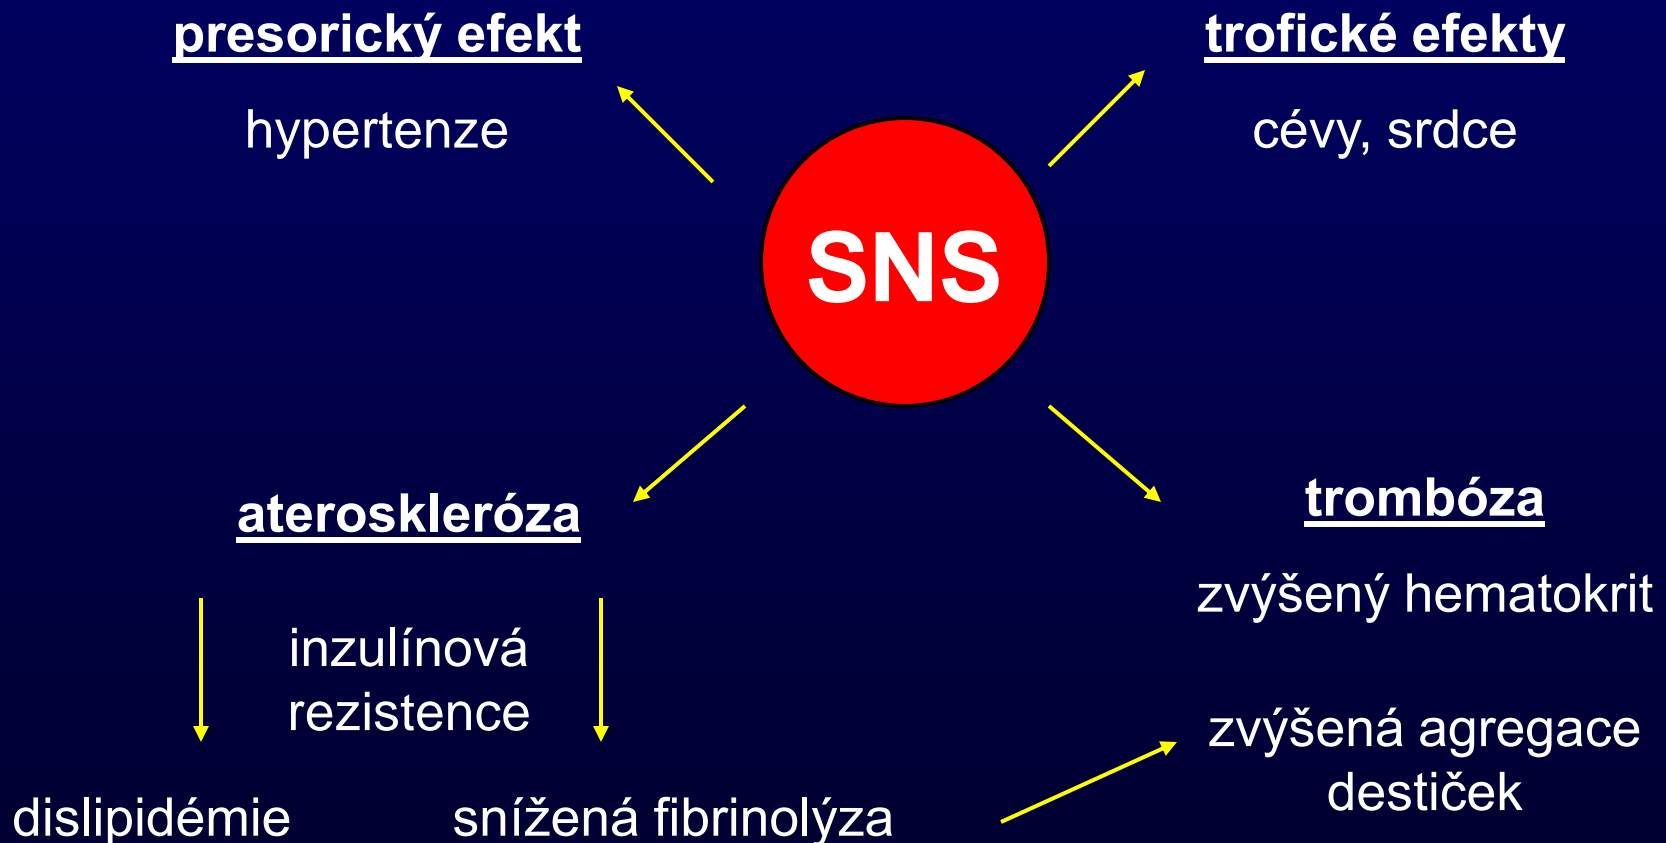 presorický efekt
hypertenze
trofické efekty
cévy, srdce
SNS
ateroskleróza
inzulínová
rezistence
dislipidémie
snížená fibrinolýza
trombóza
zvýšený hematokrit
zvýšená agregace
destiček